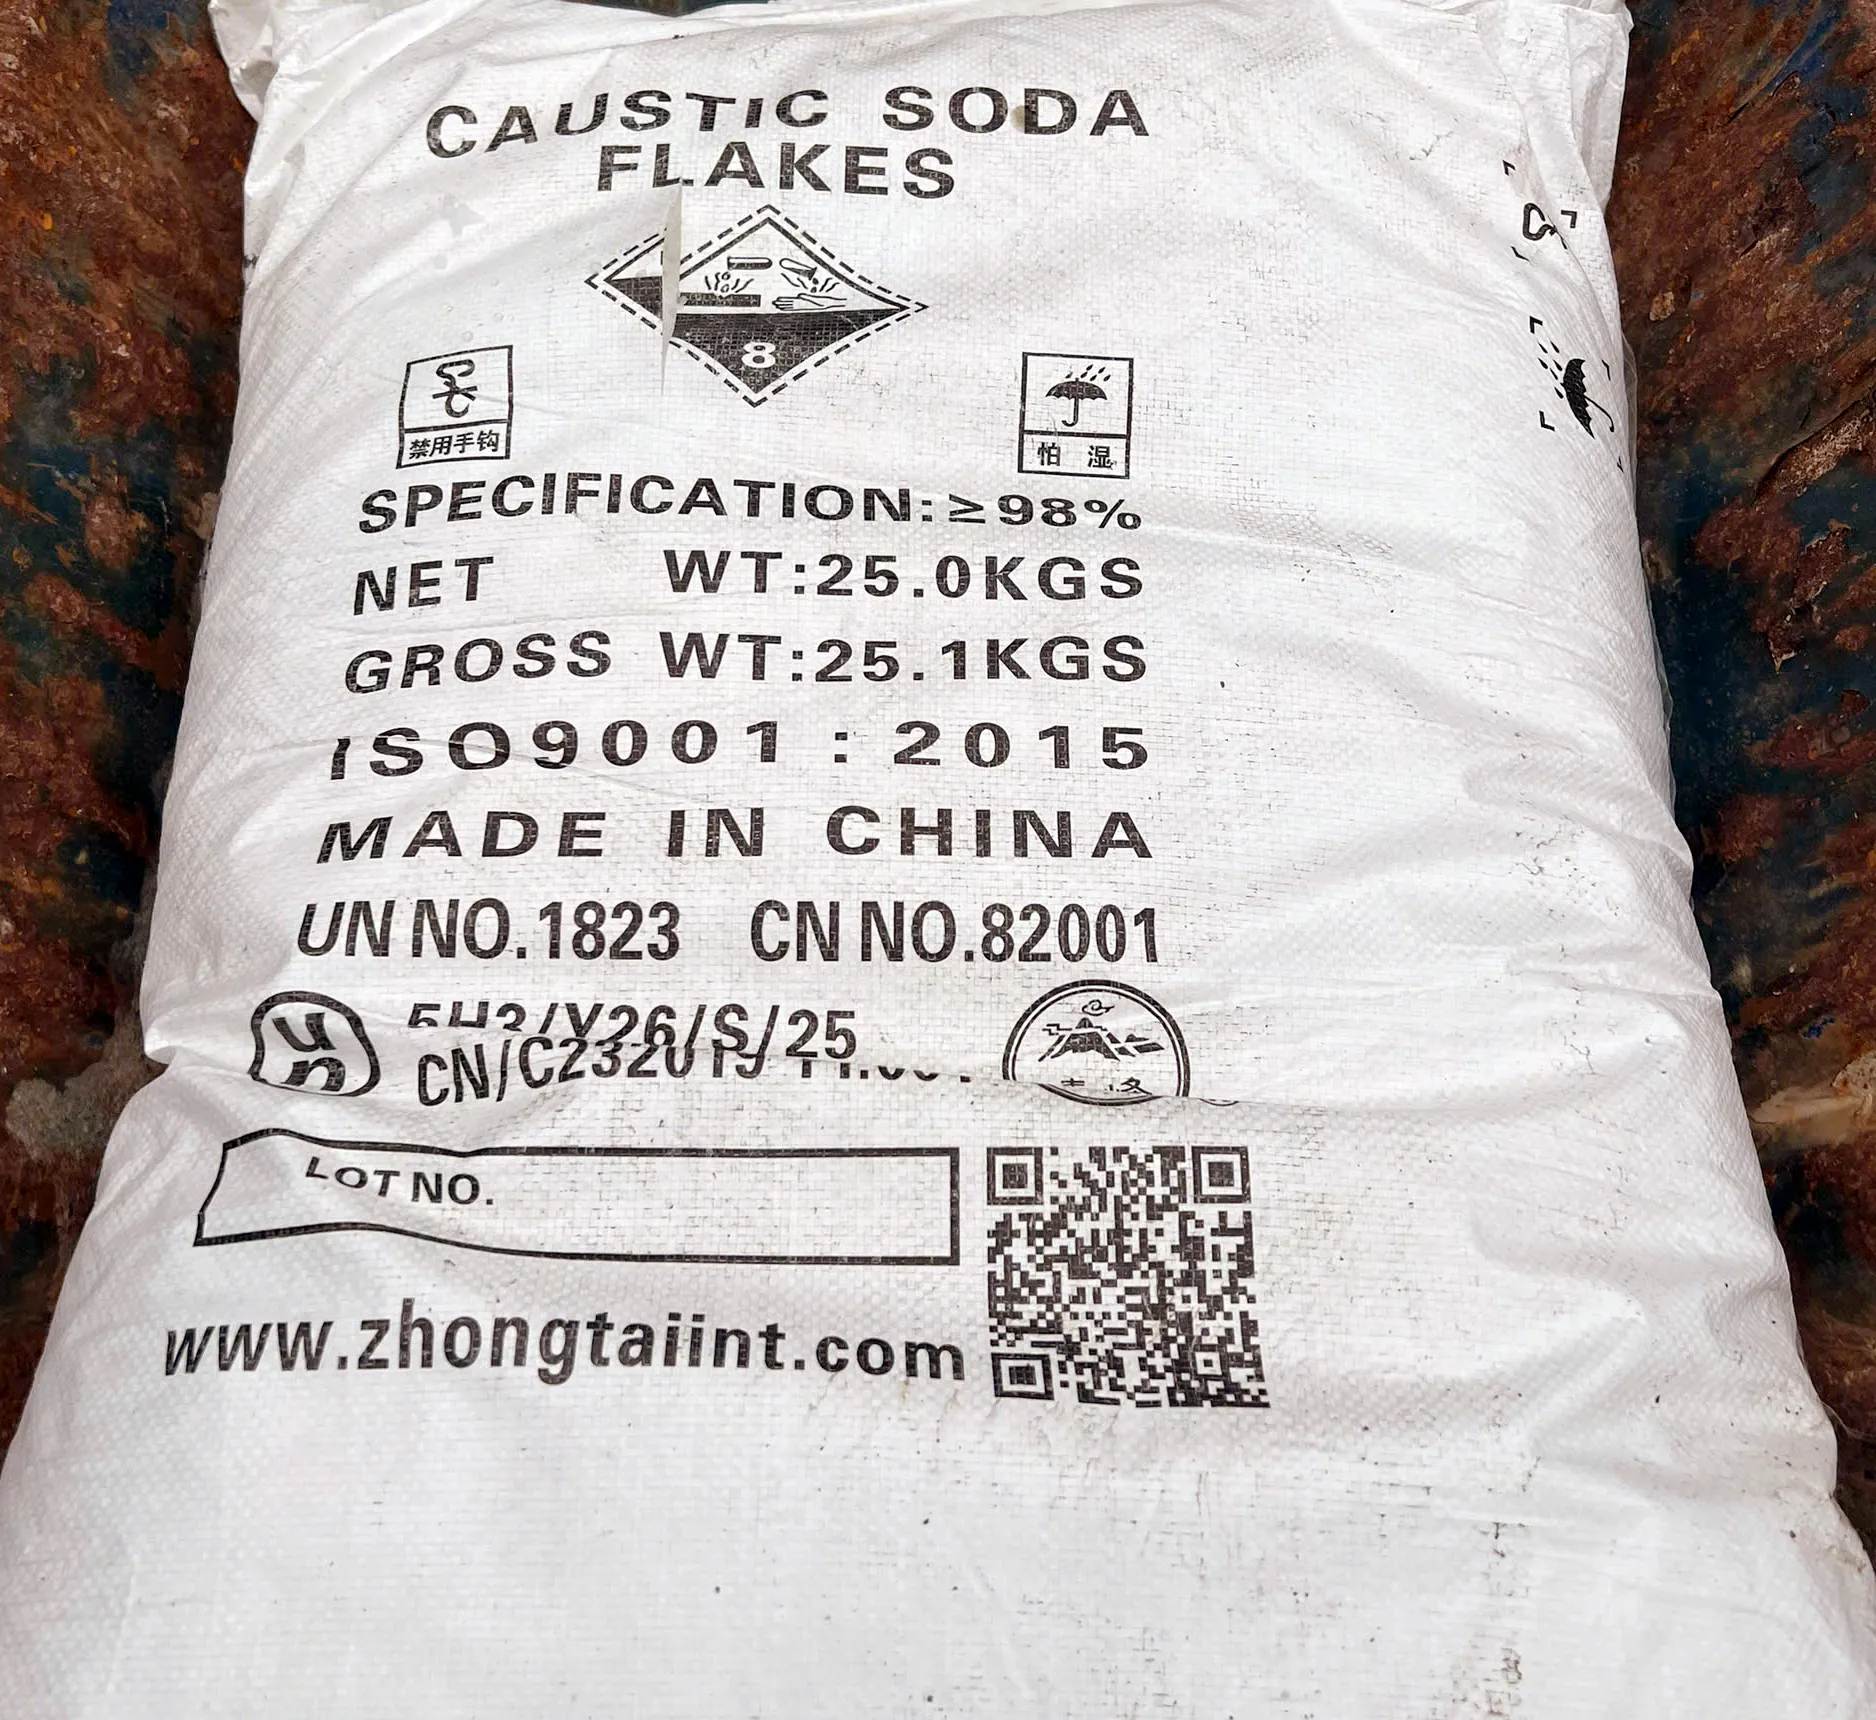 CAUSTIC SODA
FLAKES
8
禁用手钩
怕 湿
SPECIFICATION:≥98%
NET WT:25.0KGS
GROSS WT:25.1KGS
ISO9001:2015
MADE IN CHINA
UN NO.1823 CN NO.82001
un
5H3/Y26/S/25
LOT NO.
www.zhongtaiint.com